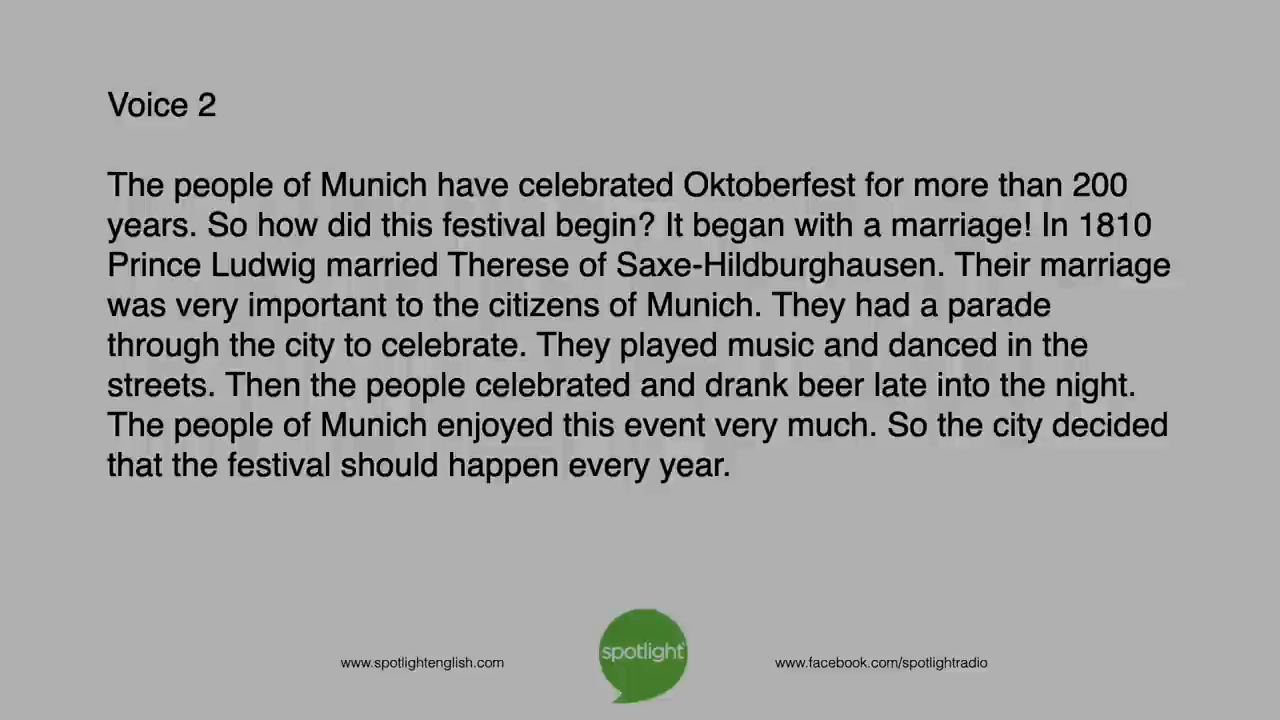 Voice 2
The people of Munich have celebrated Oktoberfest for more than 200
years. So how did this festival begin? It began with a marriage! In 1810
Prince Ludwig married Therese of Saxe-Hildburghausen. Their marriage
was very important to the citizens of Munich. They had a parade
through the city to celebrate. They played music and danced in the
streets. Then the people celebrated and drank beer late into the night.
The people of Munich enjoyed this event very much. So the city decided
that the festival should happen every year.
www.spotlightenglish.com
spotlight
www.facebook.com/spotlightradio